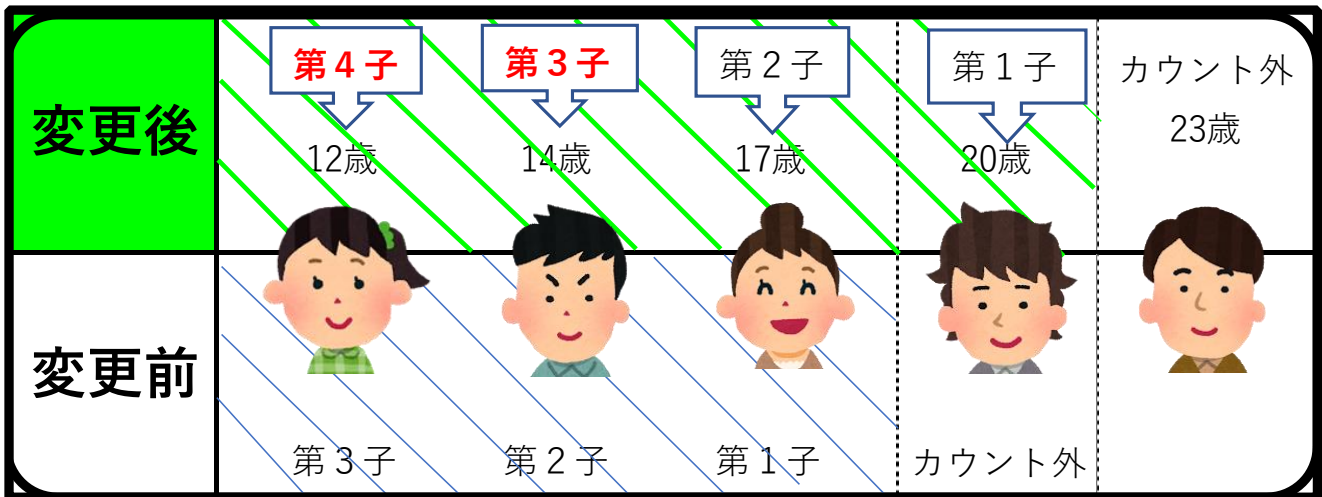 変更後
第４子
第３子
第２子
第１子
カウント外
12歳
14歳
17歳
20歳
23歳
変更前
第３子
第２子
第１子
カウント外